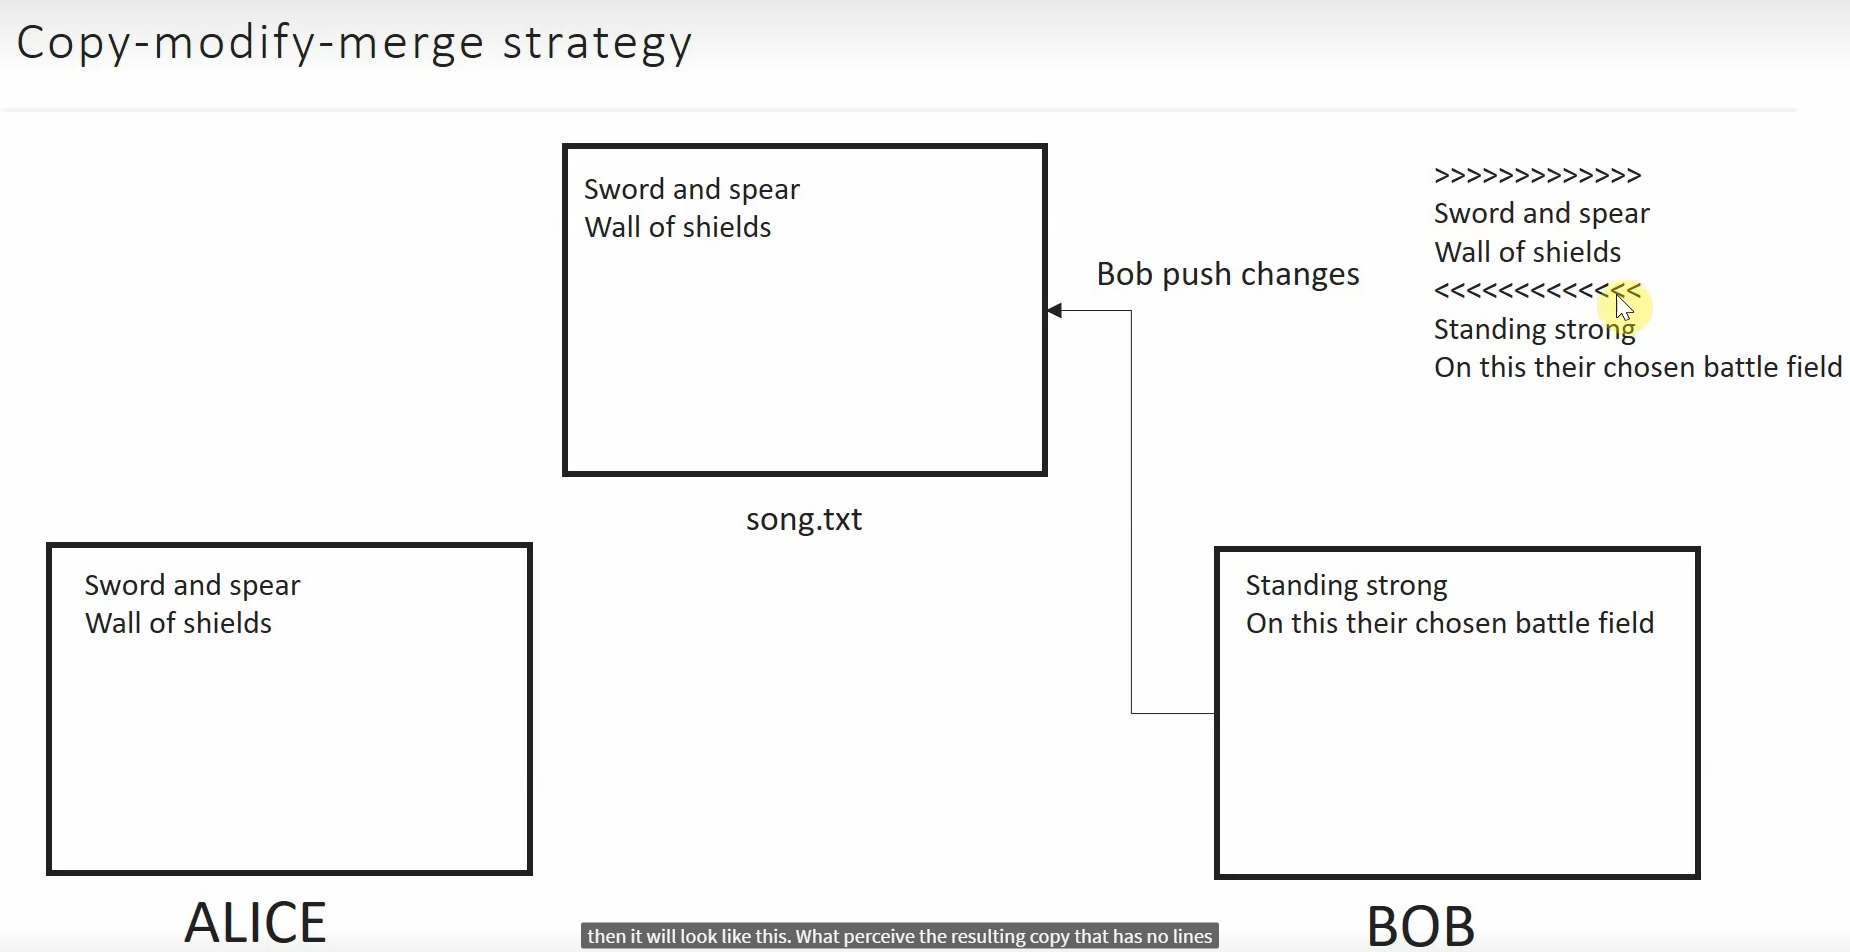 Copy-modify-merge strategy
Sword and spear
Wall of shields
song.txt
Bob push changes
>>>>>>>>>>>>>
Sword and spear
Wall of shields
<<<<<<<<<<<<<
Standing strong
On this their chosen battle field
Sword and spear
Wall of shields
ALICE
Standing strong
On this their chosen battle field
BOB
then it will look like this. What perceive the resulting copy that has no lines